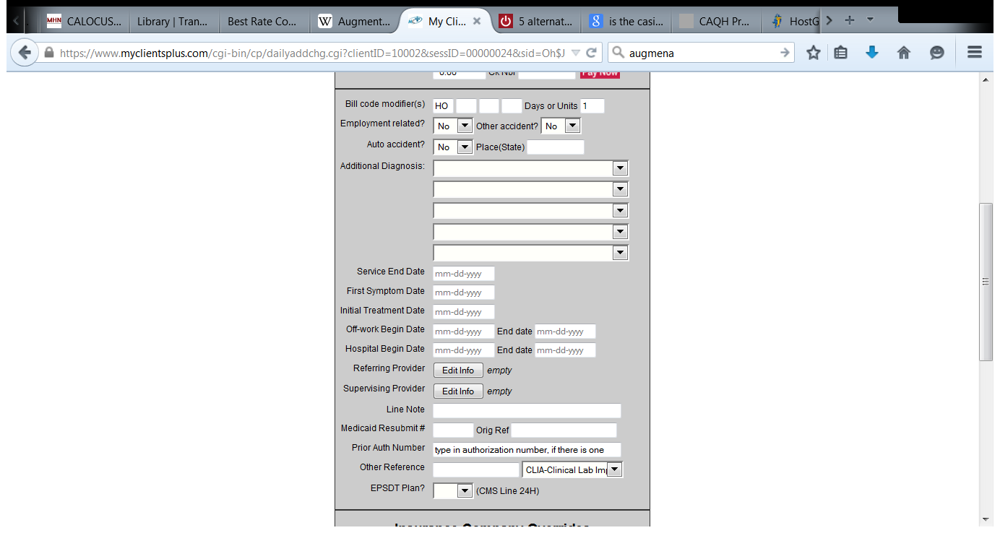 MHN CALOCUS...
Library | Tran...
Best Rate Co...
W Augment...
My Cli... ×
5 alternat...
8 is the casi...
CAQH Pr...
HostG
https://www.myclientsplus.com/cgi-bin/cp/dailyaddchg.cgi?clientID=10002&sessID=00000024&sid=Oh$J
augmena
0.00 Ck Nbr Pay Now
Bill code modifier(s) HO Days or Units 1
Employment related? No Other accident? No
Auto accident? No Place(State)
Additional Diagnosis:
Service End Date mm-dd-yyyy
First Symptom Date mm-dd-yyyy
Initial Treatment Date mm-dd-yyyy
Off-work Begin Date mm-dd-yyyy End date mm-dd-yyyy
Hospital Begin Date mm-dd-yyyy End date mm-dd-yyyy
Referring Provider Edit Info empty
Supervising Provider Edit Info empty
Line Note
Medicaid Resubmit # Orig Ref
Prior Auth Number type in authorization number, if there is one
Other Reference CLIA-Clinical Lab Imp
EPSDT Plan? (CMS Line 24H)
Insurance Company Overrides